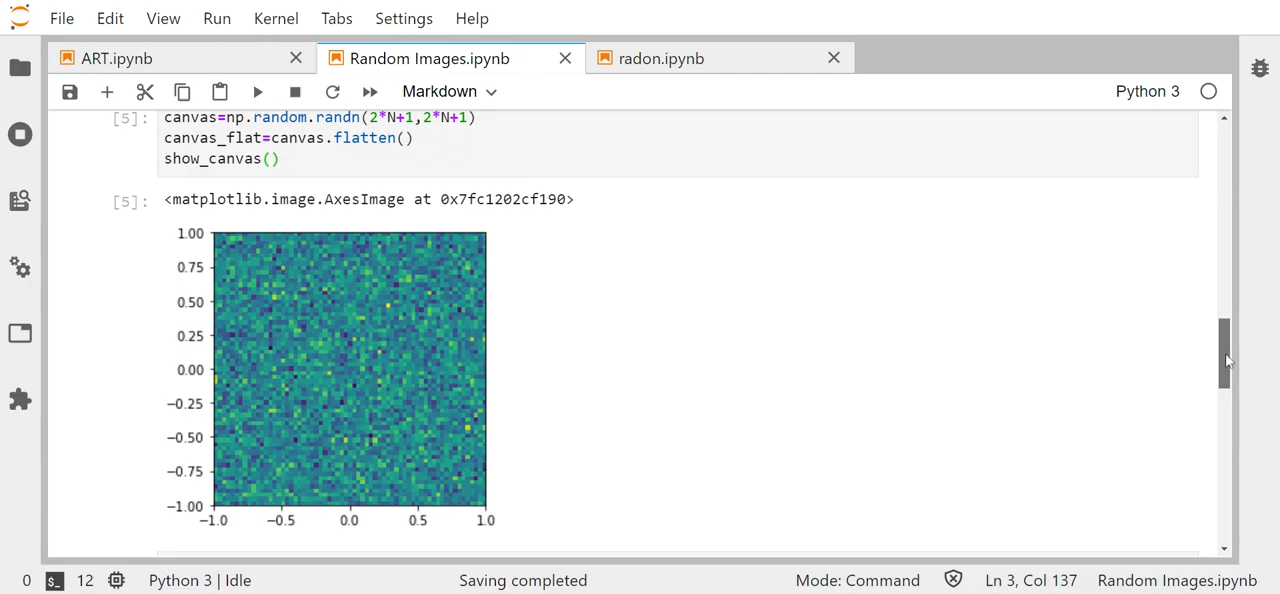 File Edit View Run Kernel Tabs Settings Help
ART.ipynb Random Images.ipynb radon.ipynb
Markdown Python 3
[5]: canvas=np.random.randn(2*N+1,2*N+1)
canvas_flat=canvas.flatten()
show_canvas()
[5]: <matplotlib.image.AxesImage at 0x7fc1202cf190>
1.00
0.75
0.50
0.25
0.00
−0.25
−0.50
−0.75
−1.00
−1.0 −0.5 0.0 0.5 1.0
0 $_ 12 Python 3 | Idle Saving completed Mode: Command Ln 3, Col 137 Random Images.ipynb